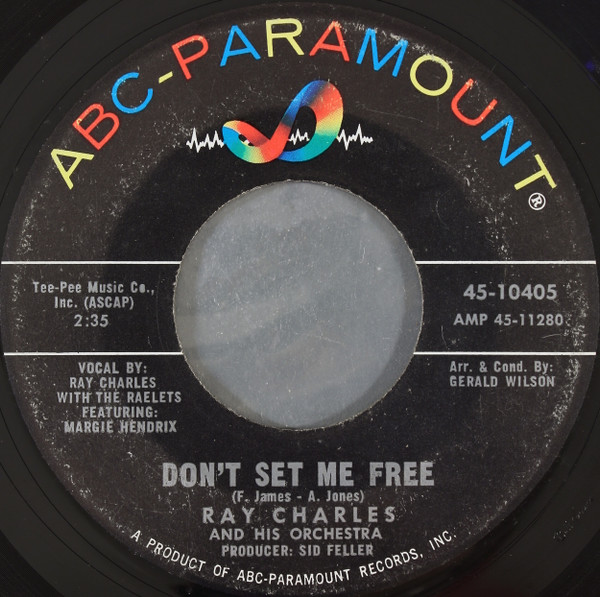 ABC-PARAMOUNT®
Tee-Pee Music Co.,
Inc. (ASCAP)
2:35
45-10405
AMP 45-11280
VOCAL BY:
RAY CHARLES
WITH THE RAELETS
FEATURING:
MARGIE HENDRIX
Arr. & Cond. By:
GERALD WILSON
DON'T SET ME FREE
(F. James - A. Jones)
RAY CHARLES
AND HIS ORCHESTRA
PRODUCER: SID FELLER
A PRODUCT OF ABC-PARAMOUNT RECORDS, INC.